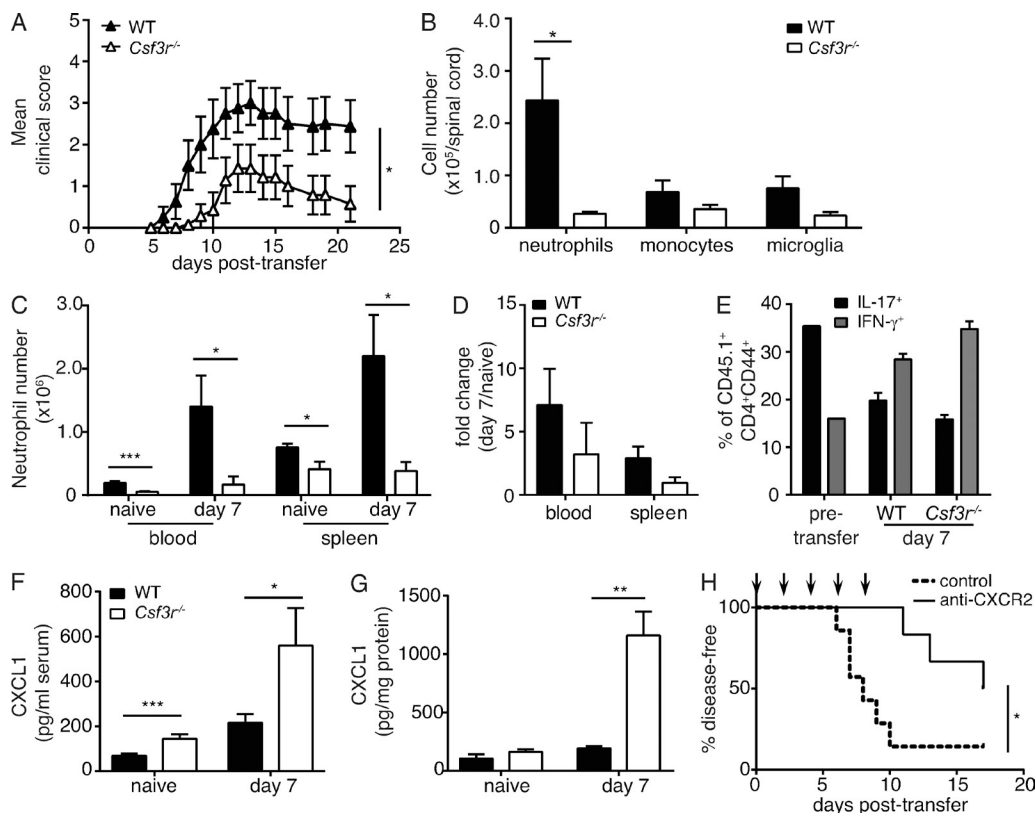 A
WT
Csf3r-/-
Mean
clinical score
5
4
3
2
1
0
*
0 5 10 15 20 25
days post-transfer
B
WT
Csf3r-/-
Cell number
(x10⁵/spinal cord)
4.0
3.0
2.0
1.0
0
*
neutrophils monocytes microglia
C
Neutrophil number
(x10⁶)
3.0
2.0
1.0
0
***
*
*
*
naive day 7 naive day 7
blood spleen
D
WT
Csf3r-/-
fold change
(day 7/naive)
15
10
5
0
blood spleen
E
IL-17⁺
IFN-γ⁺
% of CD45.1⁺
CD4⁺CD44⁺
40
30
20
10
0
pre-
transfer
WT Csf3r-/-
day 7
F
WT
Csf3r-/-
CXCL1
(pg/ml serum)
800
600
400
200
0
***
*
naive day 7
G
CXCL1
(pg/mg protein)
1500
1000
500
0
**
naive day 7
H
control
anti-CXCR2
% disease-free
100
50
0
*
0 5 10 15 20
days post-transfer